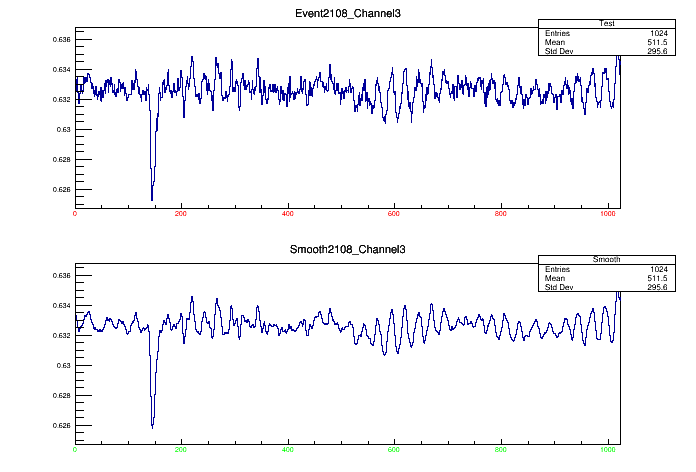 Event2108_Channel3
Test
Entries 1024
Mean 511.5
Std Dev 295.6
0.636
0.634
0.632
0.63
0.628
0.626
0 200 400 600 800 1000
Smooth2108_Channel3
Smooth
Entries 1024
Mean 511.5
Std Dev 295.6
0.636
0.634
0.632
0.63
0.628
0.626
0 200 400 600 800 1000